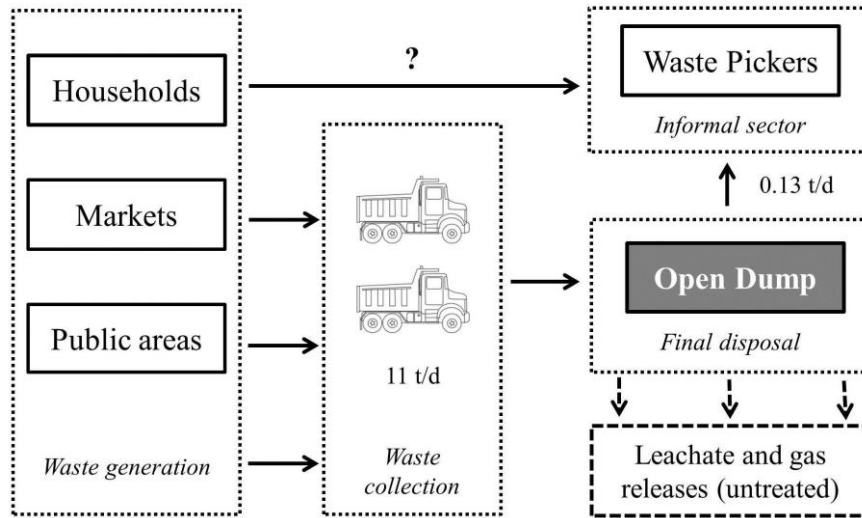 ?
Households
Markets
Public areas
Waste generation
11 t/d
Waste
collection
Waste Pickers
Informal sector
0.13 t/d
Open Dump
Final disposal
Leachate and gas
releases (untreated)